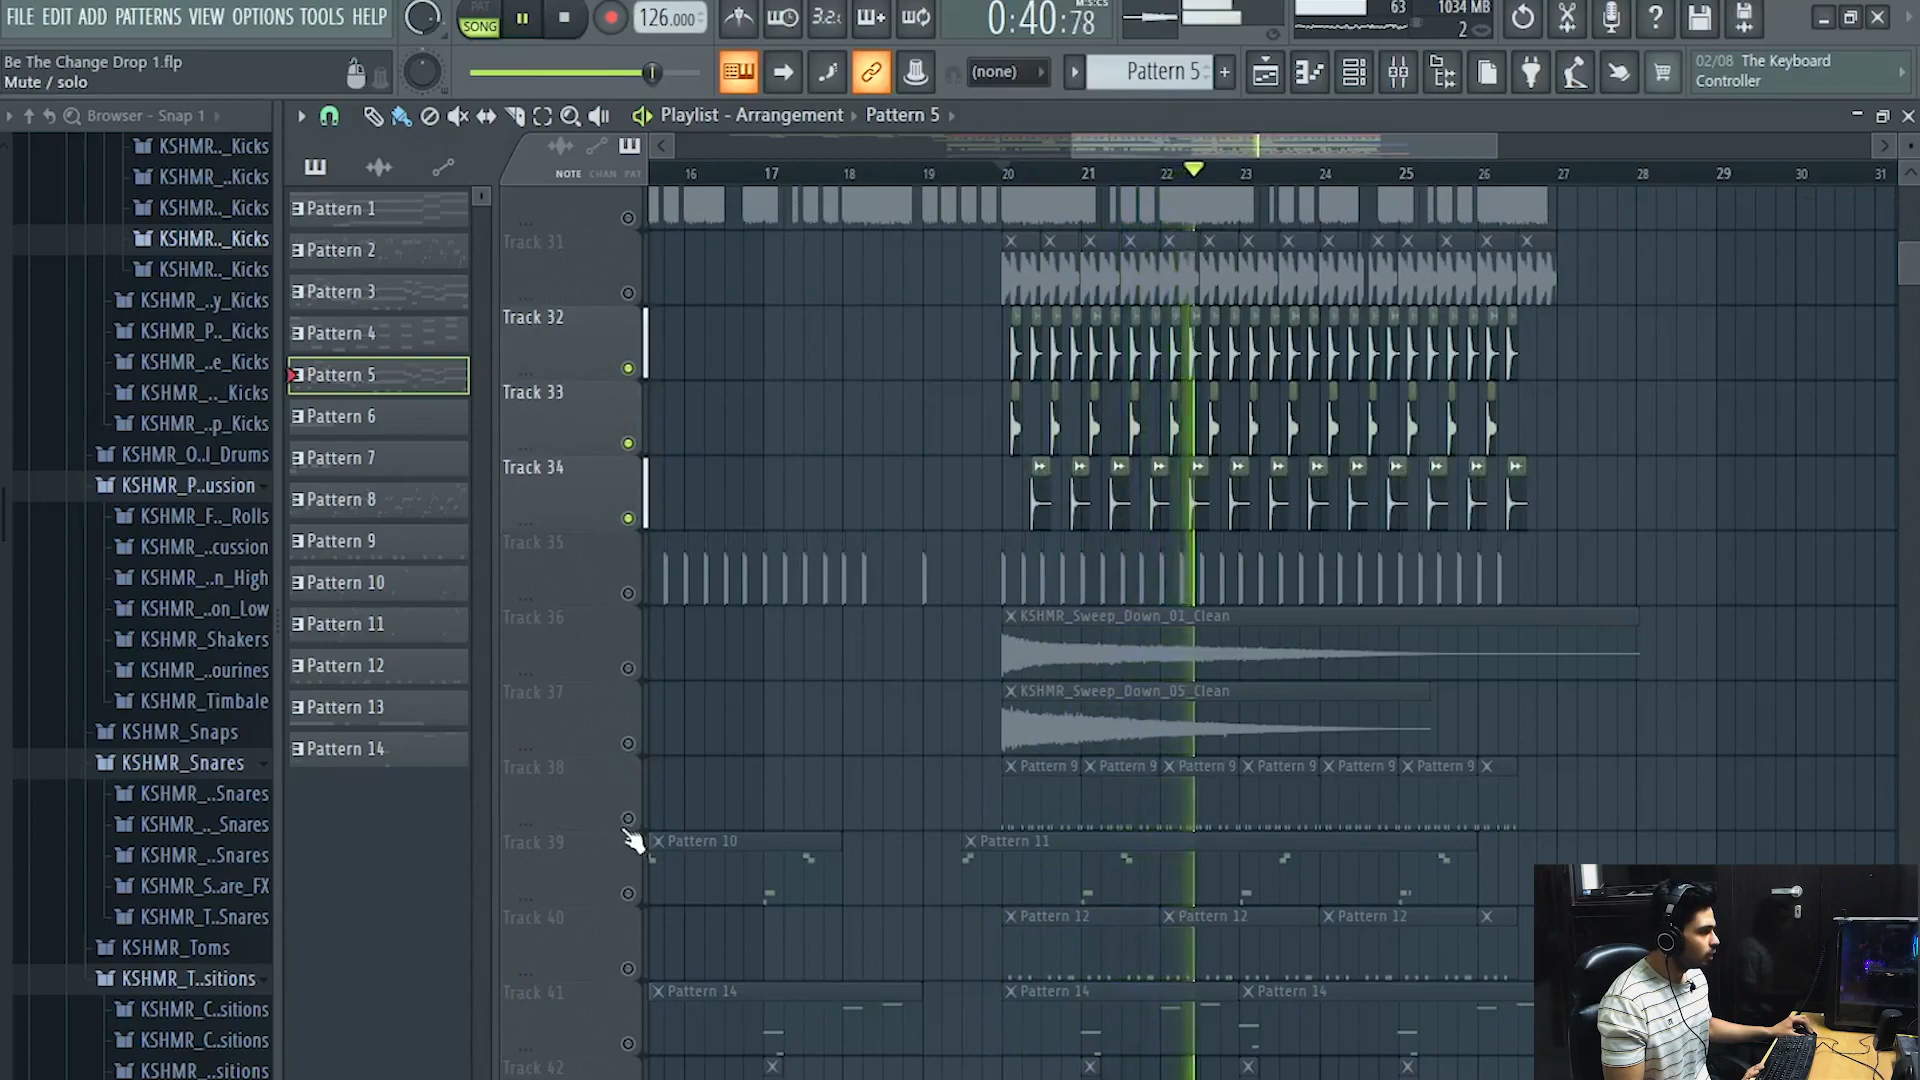 FILE EDIT ADD PATTERNS VIEW OPTIONS TOOLS HELP
PAT
SONG
126.000
3.2.
0:40:78
M:S:CS
63
1034 MB
2
Be The Change Drop 1.flp
Mute / solo
(none)
Pattern 5
02/08 The Keyboard
Controller
Browser - Snap 1
Playlist - Arrangement
Pattern 5
NOTE CHAN PAT
16 17 18 19 20 21 22 23 24 25 26 27 28 29 30 31
KSHMR.._Kicks
KSHMR_..Kicks
KSHMR_..Kicks
KSHMR.._Kicks
KSHMR.._Kicks
KSHMR_..y_Kicks
KSHMR_P.._Kicks
KSHMR_..e_Kicks
KSHMR_.._Kicks
KSHMR_..p_Kicks
KSHMR_O..l_Drums
KSHMR_P..ussion
KSHMR_F.._Rolls
KSHMR_..cussion
KSHMR_..n_High
KSHMR_..on_Low
KSHMR_Shakers
KSHMR_..ourines
KSHMR_Timbale
KSHMR_Snaps
KSHMR_Snares
KSHMR_..Snares
KSHMR_.._Snares
KSHMR_..Snares
KSHMR_S..are_FX
KSHMR_T..Snares
KSHMR_Toms
KSHMR_T..sitions
KSHMR_C..sitions
KSHMR_C..sitions
KSHMR_..sitions
Pattern 1
Pattern 2
Pattern 3
Pattern 4
Pattern 5
Pattern 6
Pattern 7
Pattern 8
Pattern 9
Pattern 10
Pattern 11
Pattern 12
Pattern 13
Pattern 14
Track 31
Track 32
Track 33
Track 34
Track 35
Track 36
KSHMR_Sweep_Down_01_Clean
Track 37
KSHMR_Sweep_Down_05_Clean
Track 38
Pattern 9 Pattern 9 Pattern 9 Pattern 9 Pattern 9 Pattern 9
Track 39
Pattern 10 Pattern 11
Track 40
Pattern 12 Pattern 12 Pattern 12
Track 41
Pattern 14 Pattern 14 Pattern 14
Track 42